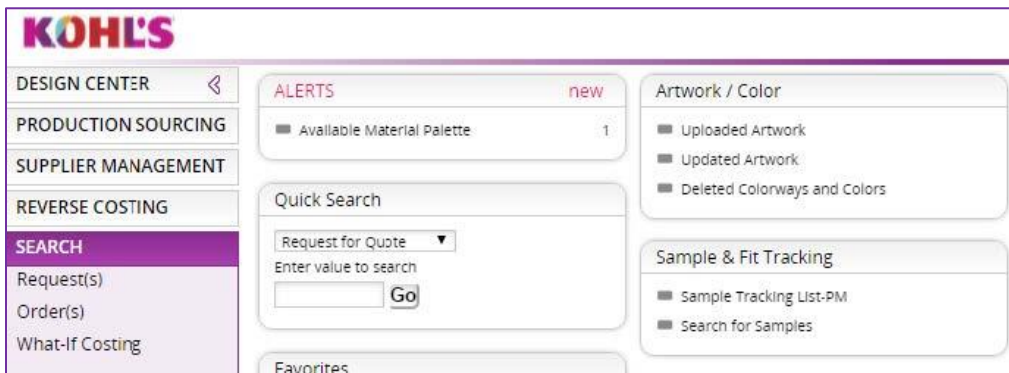 KOHL'S
DESIGN CENTER
PRODUCTION SOURCING
SUPPLIER MANAGEMENT
REVERSE COSTING
SEARCH
Request(s)
Order(s)
What-If Costing
ALERTS new
Available Material Palette 1
Quick Search
Request for Quote
Enter value to search
Go
Favorites
Artwork / Color
Uploaded Artwork
Updated Artwork
Deleted Colorways and Colors
Sample & Fit Tracking
Sample Tracking List-PM
Search for Samples